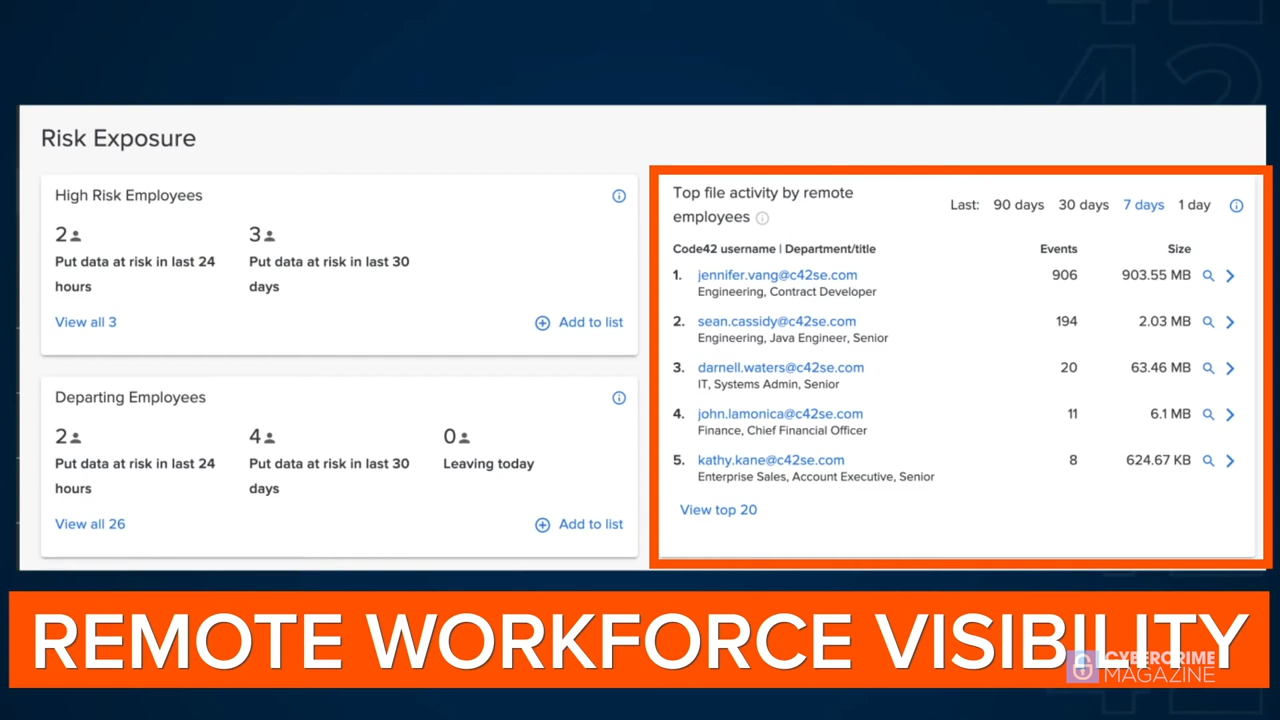 42
42
Risk Exposure
High Risk Employees
2
3
Put data at risk in last 24
hours
Put data at risk in last 30
days
View all 3
Add to list
Departing Employees
2
4
0
Put data at risk in last 24
hours
Put data at risk in last 30
days
Leaving today
View all 26
Add to list
Top file activity by remote
employees
Last: 90 days 30 days 7 days 1 day
Code42 username | Department/title Events Size
1. jennifer.vang@c42se.com 906 903.55 MB
Engineering, Contract Developer
2. sean.cassidy@c42se.com 194 2.03 MB
Engineering, Java Engineer, Senior
3. darnell.waters@c42se.com 20 63.46 MB
IT, Systems Admin, Senior
4. john.lamonica@c42se.com 11 6.1 MB
Finance, Chief Financial Officer
5. kathy.kane@c42se.com 8 624.67 KB
Enterprise Sales, Account Executive, Senior
View top 20
REMOTE WORKFORCE VISIBILITY
CYBERCRIME
MAGAZINE